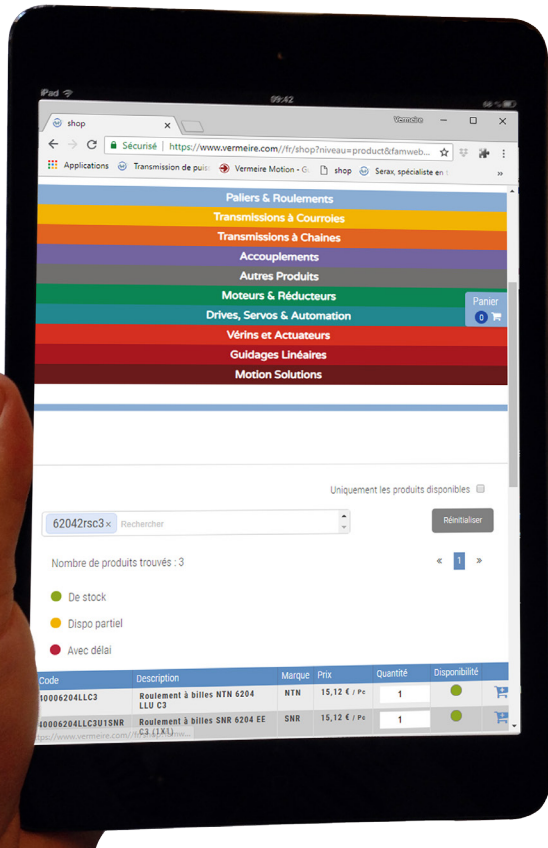 iPad 09:42 68 %
shop Vermeire
Sécurisé https://www.vermeire.com//fr/shop?niveau=product&famweb...
Applications Transmission de puis Vermeire Motion - G shop Serax, spécialiste en
Paliers & Roulements
Transmissions à Courroies
Transmissions à Chaines
Accouplements
Autres Produits
Moteurs & Réducteurs
Panier
Drives, Servos & Automation 0
Vérins et Actuateurs
Guidages Linéaires
Motion Solutions
Uniquement les produits disponibles
62042rsc3 × Rechercher Réinitialiser
Nombre de produits trouvés : 3 « 1 »
De stock
Dispo partiel
Avec délai
Code Description Marque Prix Quantité Disponibilité
40006204LLC3 Roulement à billes NTN 6204 NTN 15,12 € / Pc 1
LLU C3
40006204LLC3U1SNR Roulement à billes SNR 6204 EE SNR 15,12 € / Pc 1
C3 (1X1)